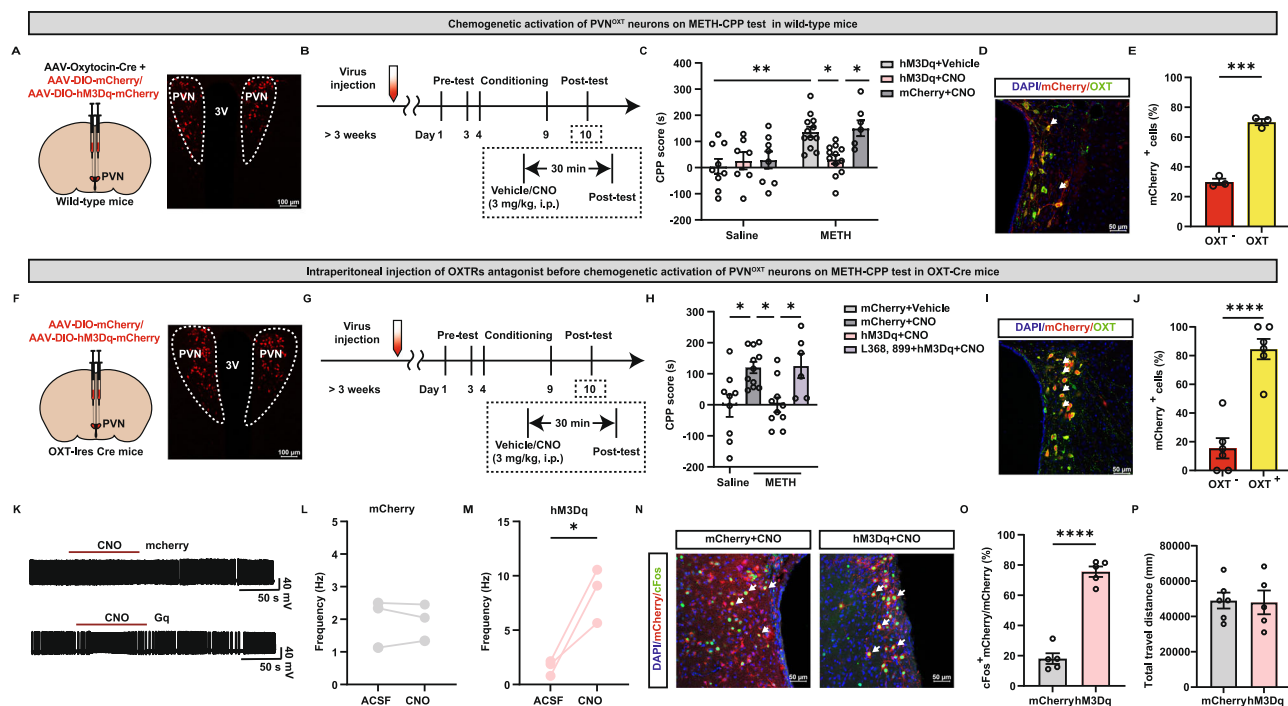 Chemogenetic activation of PVNOXT neurons on METH-CPP test in wild-type mice
A
AAV-Oxytocin-Cre +
AAV-DIO-mCherry/
AAV-DIO-hM3Dq-mCherry
PVN
Wild-type mice
PVN
3V
PVN
100 μm
B
Virus
injection
Pre-test
Conditioning
Post-test
> 3 weeks
Day 1
3
4
9
10
30 min
Vehicle/CNO
(3 mg/kg, i.p.)
Post-test
C
CPP score (s)
400
300
200
100
0
-100
-200
**
*
*
hM3Dq+Vehicle
hM3Dq+CNO
mCherry+CNO
Saline
METH
D
DAPI/mCherry/OXT
50 μm
E
mCherry+ cells (%)
100
80
60
40
20
0
***
OXT-
OXT
Intraperitoneal injection of OXTRs antagonist before chemogenetic activation of PVNOXT neurons on METH-CPP test in OXT-Cre mice
F
AAV-DIO-mCherry/
AAV-DIO-hM3Dq-mCherry
PVN
OXT-Ires Cre mice
PVN
3V
PVN
100 μm
G
Virus
injection
Pre-test
Conditioning
Post-test
> 3 weeks
Day 1
3
4
9
10
30 min
Vehicle/CNO
(3 mg/kg, i.p.)
Post-test
H
CPP score (s)
300
200
100
0
-100
-200
*
*
*
mCherry+Vehicle
mCherry+CNO
hM3Dq+CNO
L368, 899+hM3Dq+CNO
Saline
METH
I
DAPI/mCherry/OXT
50 μm
J
mCherry+ cells (%)
100
80
60
40
20
0
****
OXT-
OXT+
K
CNO
mcherry
40 mV
50 s
CNO
Gq
40 mV
50 s
L
mCherry
Frequency (Hz)
5
4
3
2
1
0
ACSF
CNO
M
hM3Dq
Frequency (Hz)
15
10
5
0
*
ACSF
CNO
N
mCherry+CNO
hM3Dq+CNO
DAPI/mCherry/cFos
50 μm
50 μm
O
cFos+mCherry/mCherry (%)
100
80
60
40
20
0
****
mCherry
hM3Dq
P
Total travel distance (mm)
80000
60000
40000
20000
0
mCherry
hM3Dq